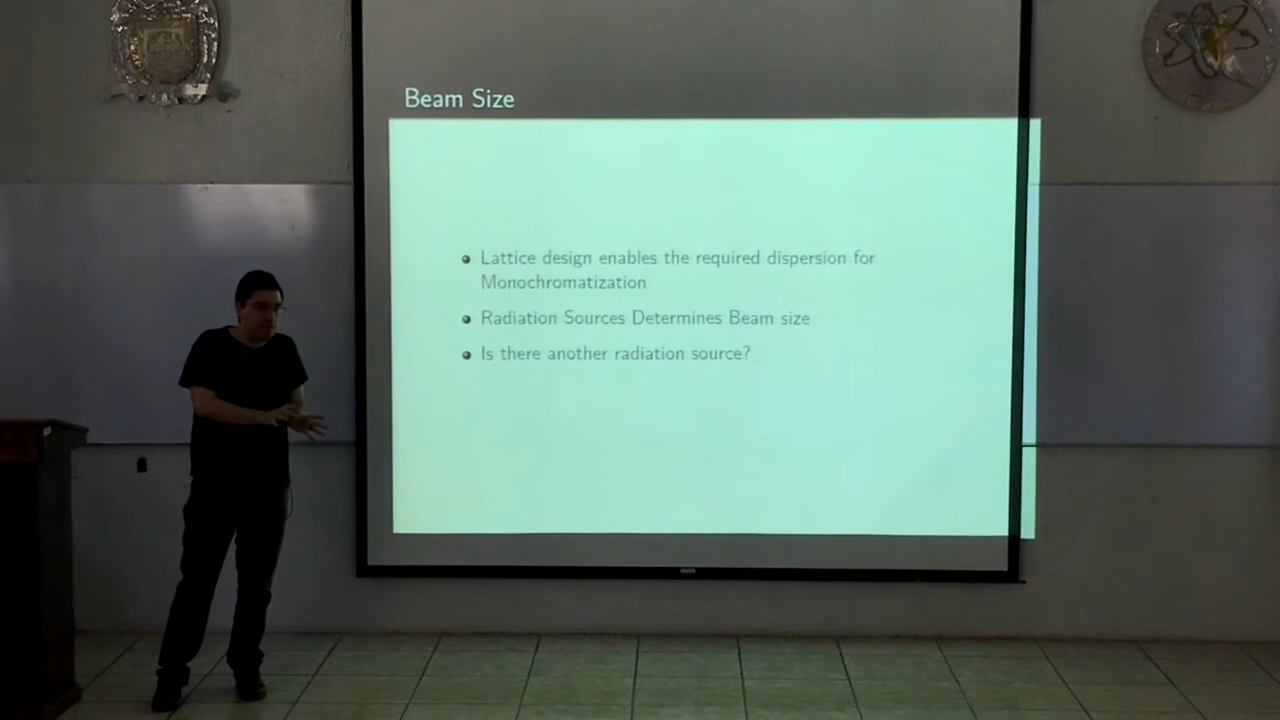 Beam Size
Lattice design enables the required dispersion for
Monochromatization
Radiation Sources Determines Beam size
Is there another radiation source?